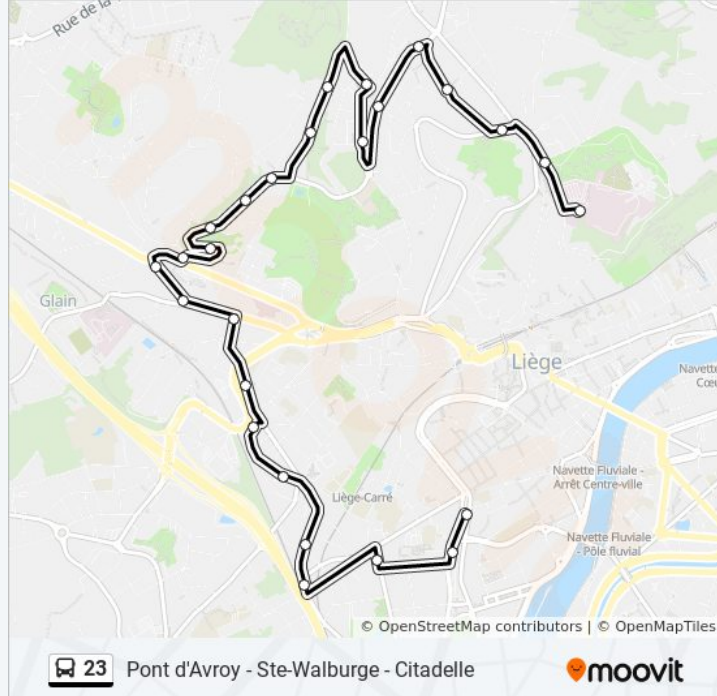 Rue de la
Glain
Liège
Navette
Navette Fluviale -
Arrêt Centre-ville
Liège-Carré
Navette Fluviale
- Pôle fluvial
© OpenStreetMap contributors | © OpenMapTiles
23 Pont d'Avroy - Ste-Walburge - Citadelle
moovit